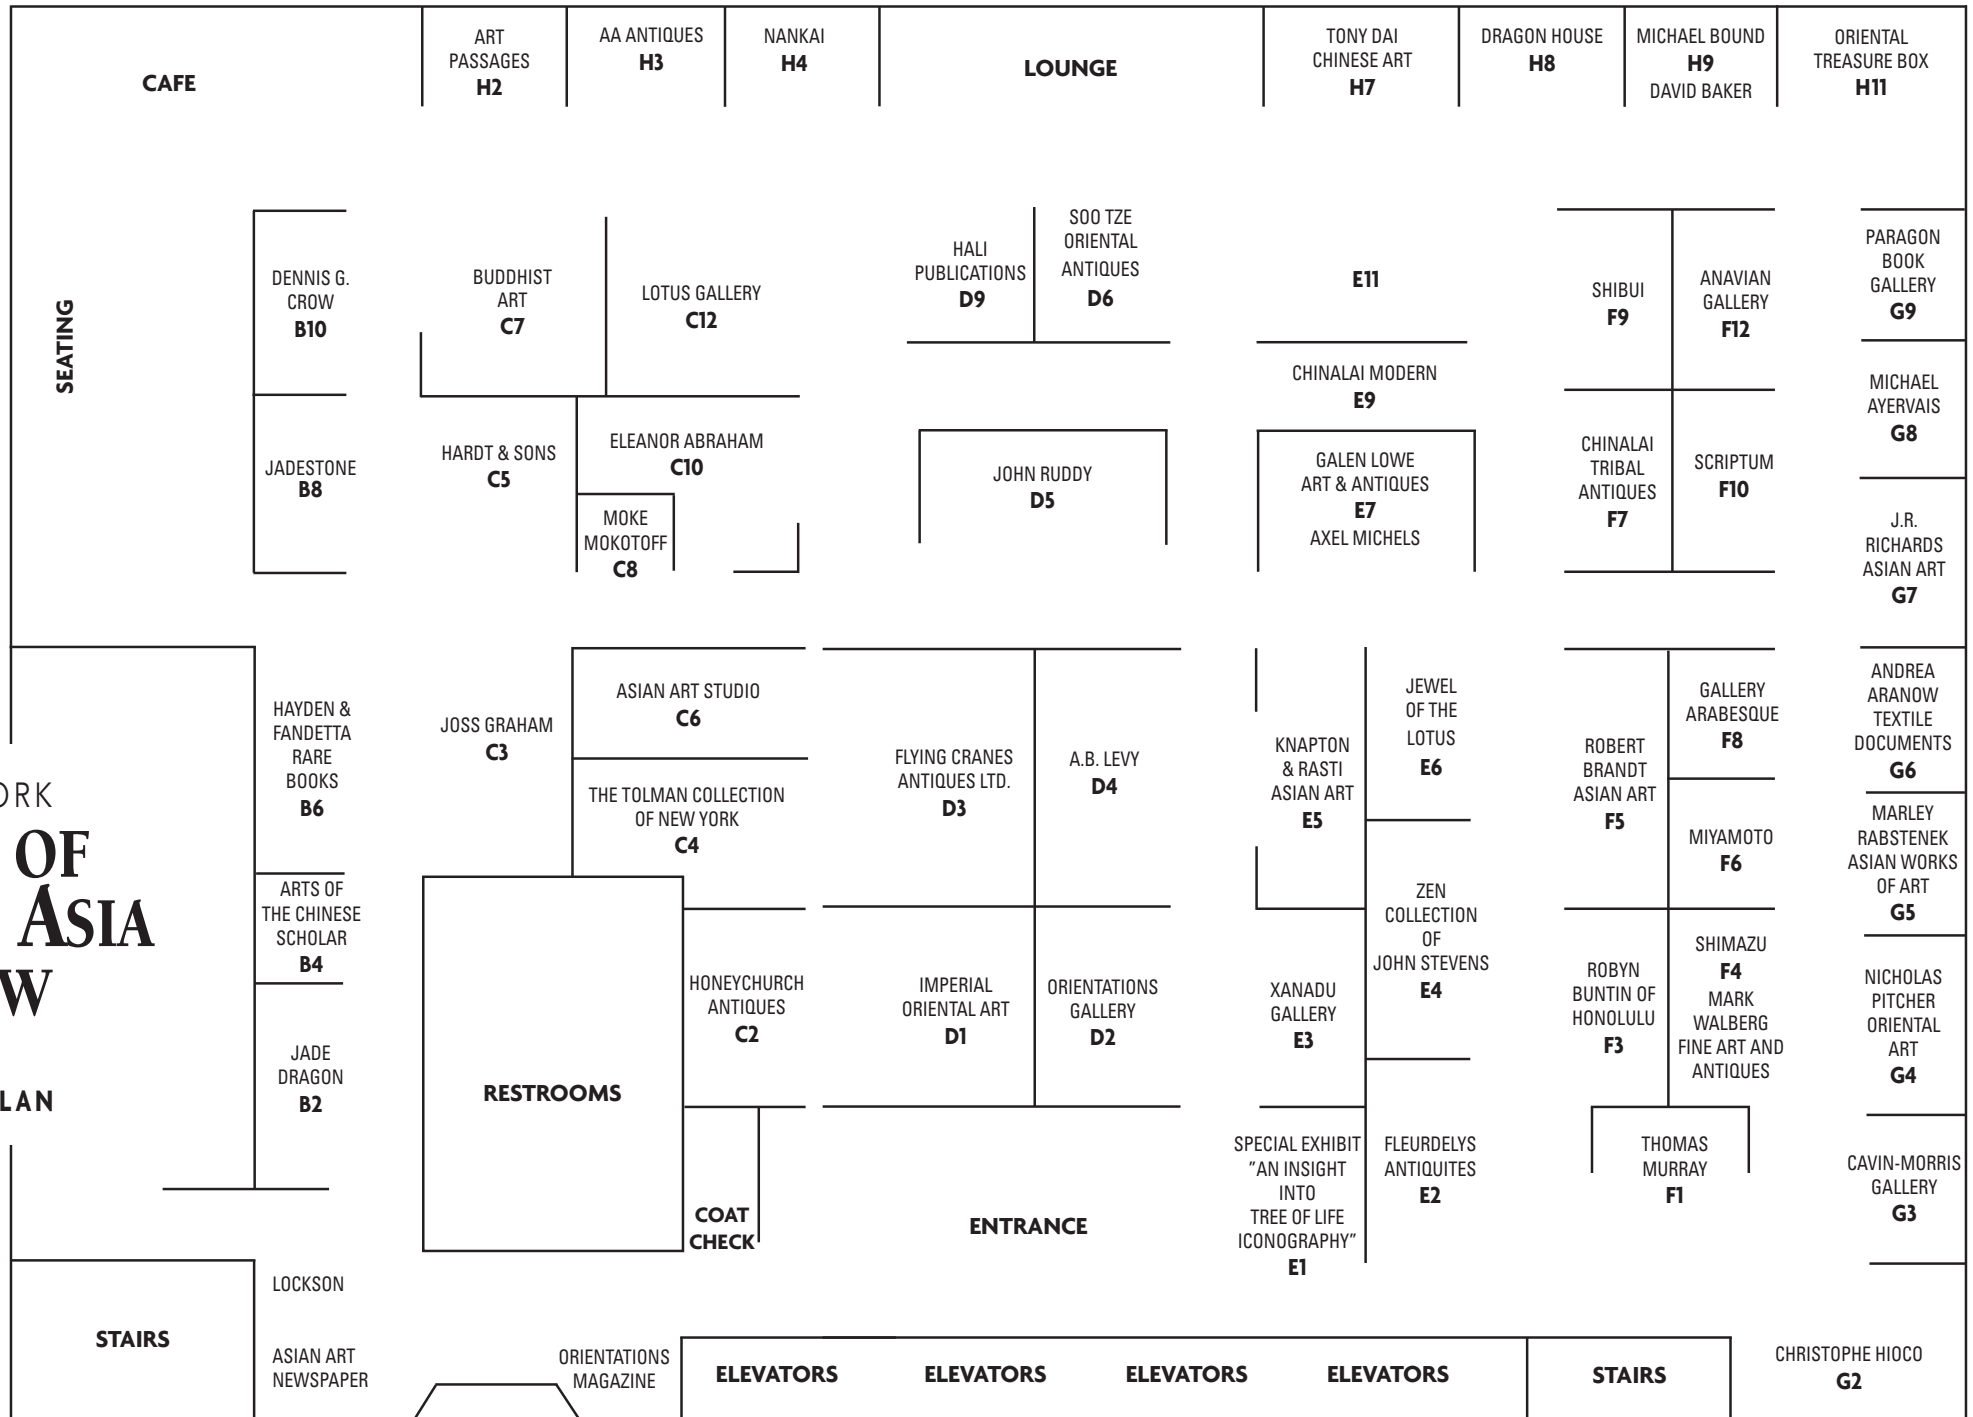 CAFE
ART
PASSAGES
H2
AA ANTIQUES
H3
NANKAI
H4
LOUNGE
TONY DAI
CHINESE ART
H7
DRAGON HOUSE
H8
MICHAEL BOUND
H9
DAVID BAKER
ORIENTAL
TREASURE BOX
H11
SEATING
DENNIS G.
CROW
B10
BUDDHIST
ART
C7
LOTUS GALLERY
C12
HALI
PUBLICATIONS
D9
SOO TZE
ORIENTAL
ANTIQUES
D6
E11
SHIBUI
F9
ANAVIAN
GALLERY
F12
PARAGON
BOOK
GALLERY
G9
CHINALAI MODERN
E9
MICHAEL
AYERVAIS
G8
JADESTONE
B8
HARDT & SONS
C5
ELEANOR ABRAHAM
C10
MOKE
MOKOTOFF
C8
JOHN RUDDY
D5
GALEN LOWE
ART & ANTIQUES
E7
AXEL MICHELS
CHINALAI
TRIBAL
ANTIQUES
F7
SCRIPTUM
F10
J.R.
RICHARDS
ASIAN ART
G7
HAYDEN &
FANDETTA
RARE
BOOKS
B6
JOSS GRAHAM
C3
ASIAN ART STUDIO
C6
THE TOLMAN COLLECTION
OF NEW YORK
C4
FLYING CRANES
ANTIQUES LTD.
D3
A.B. LEVY
D4
KNAPTON
& RASTI
ASIAN ART
E5
JEWEL
OF THE
LOTUS
E6
ROBERT
BRANDT
ASIAN ART
F5
GALLERY
ARABESQUE
F8
MIYAMOTO
F6
ANDREA
ARANOW
TEXTILE
DOCUMENTS
G6
MARLEY
RABSTENEK
ASIAN WORKS
OF ART
G5
ORK
OF
ASIA
W
LAN
ARTS OF
THE CHINESE
SCHOLAR
B4
JADE
DRAGON
B2
RESTROOMS
HONEYCHURCH
ANTIQUES
C2
IMPERIAL
ORIENTAL ART
D1
ORIENTATIONS
GALLERY
D2
XANADU
GALLERY
E3
ZEN
COLLECTION
OF
JOHN STEVENS
E4
ROBYN
BUNTIN OF
HONOLULU
F3
SHIMAZU
F4
MARK
WALBERG
FINE ART AND
ANTIQUES
NICHOLAS
PITCHER
ORIENTAL
ART
G4
COAT
CHECK
ENTRANCE
SPECIAL EXHIBIT
"AN INSIGHT
INTO
TREE OF LIFE
ICONOGRAPHY"
E1
FLEURDELYS
ANTIQUITES
E2
THOMAS
MURRAY
F1
CAVIN-MORRIS
GALLERY
G3
STAIRS
LOCKSON
ASIAN ART
NEWSPAPER
ORIENTATIONS
MAGAZINE
ELEVATORS
ELEVATORS
ELEVATORS
ELEVATORS
STAIRS
CHRISTOPHE HIOCO
G2